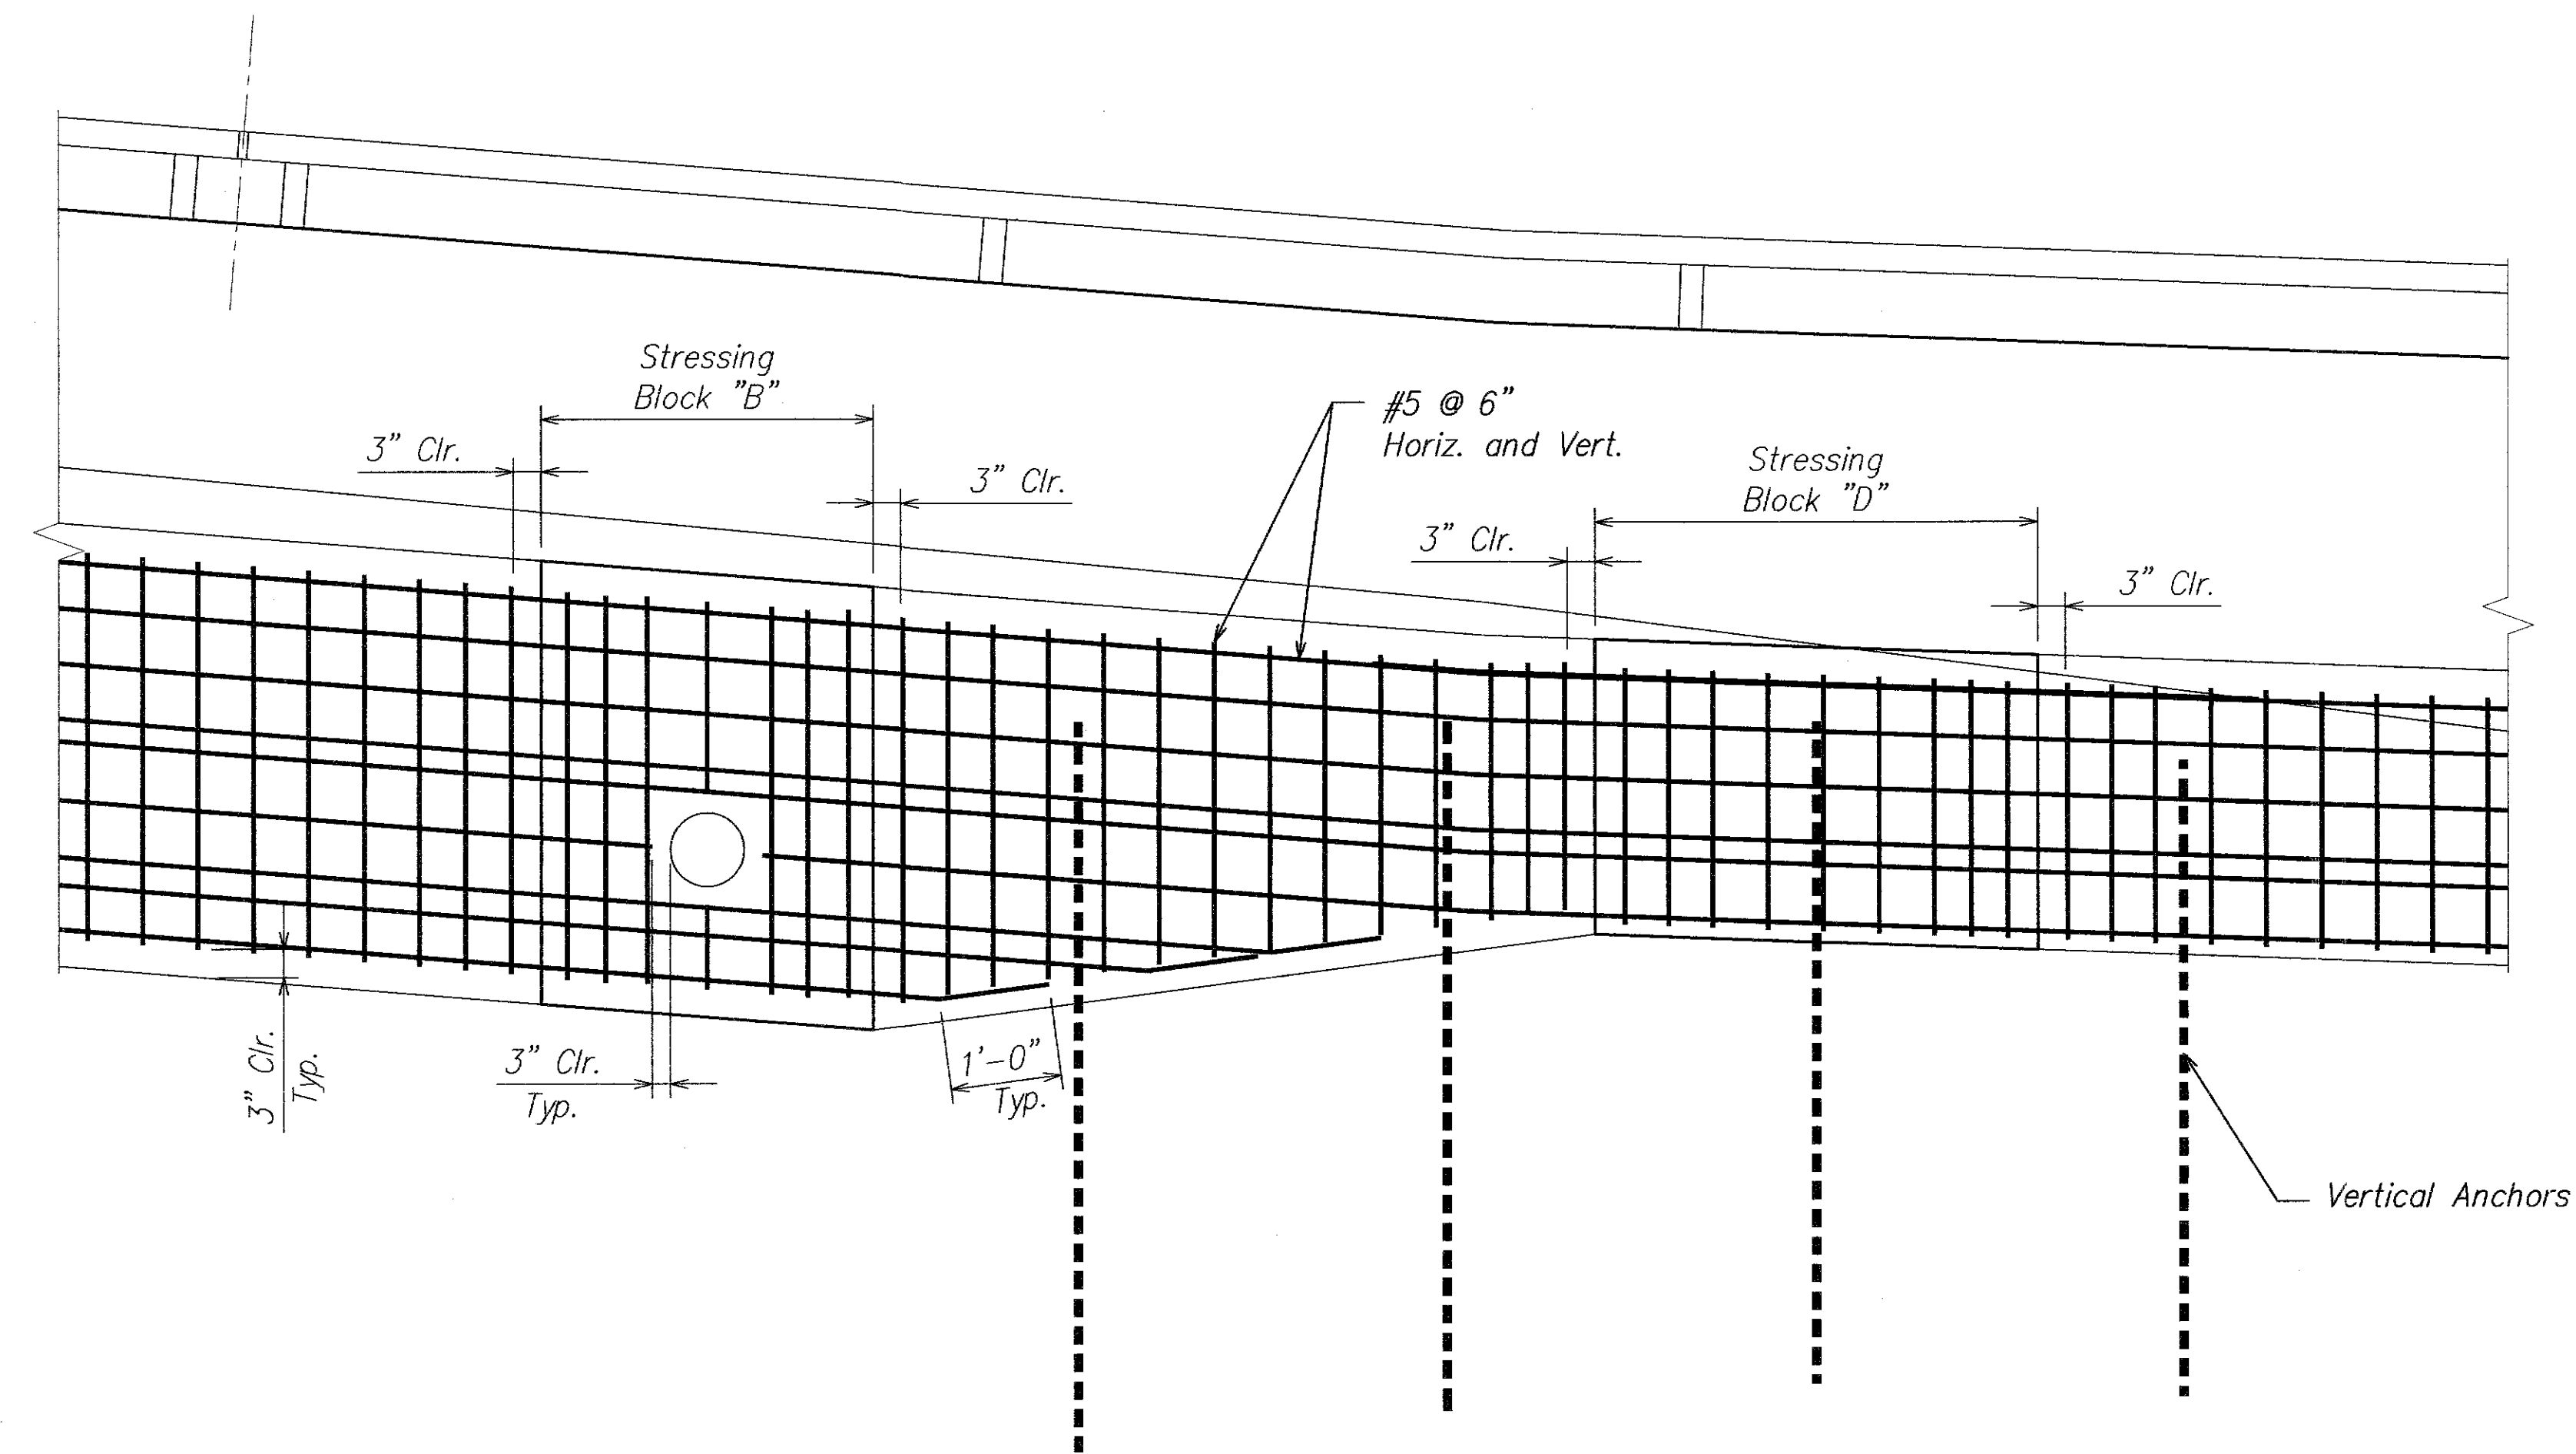 Stressing
Block "B"
#5 @ 6"
Horiz. and Vert.
3" Clr.
3" Clr.
Stressing
Block "D"
3" Clr.
3" Clr.
3" Clr.
Typ.
3" Clr.
Typ.
1'-0"
Typ.
Vertical Anchors